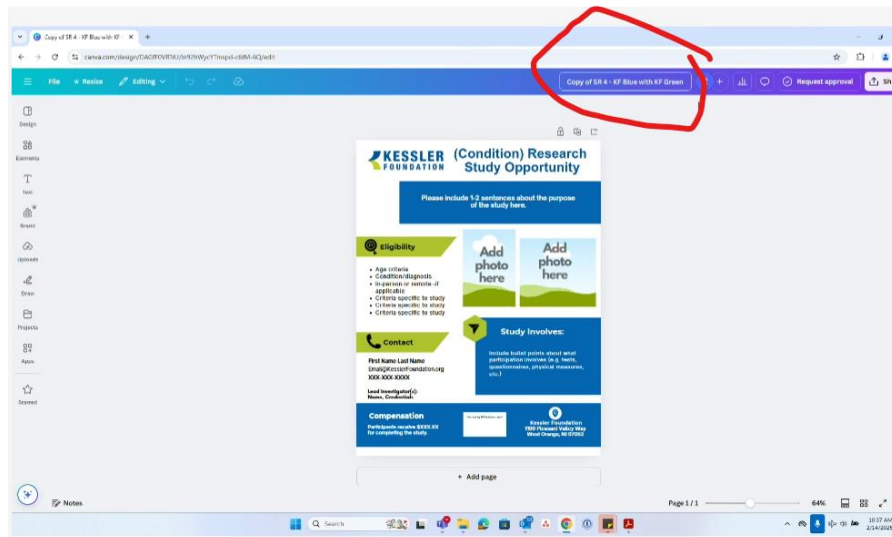 Copy of SR 4 - KF Blue with KF
canva.com/design/
File
Resize
Editing
Copy of SR 4 - KF Blue with KF Green
Request approval
Sh
Design
Elements
Text
Brand
Uploads
Draw
Projects
Apps
Starred
KESSLER
FOUNDATION
(Condition) Research
Study Opportunity
Please include 1-2 sentences about the purpose
of the study here.
Eligibility
• Age criteria
• Condition/diagnosis
• In-person or remote -if
applicable
• Criteria specific to study
• Criteria specific to study
• Criteria specific to study
Add
photo
here
Add
photo
here
Contact
First Name Last Name
Email@KesslerFoundation.org
XXX-XXX-XXXX
Lead Investigator(s):
Name, Credentials
Study Involves:
Include bullet points about what
participation involves (e.g. tests,
questionnaires, physical measures,
etc.)
Compensation
Participants receive $XXX.XX
for completing the study.
Kessler Foundation
1199 Pleasant Valley Way
West Orange, NJ 07052
+ Add page
Notes
Page 1 / 1
64%
Search
10:37 AM
2/14/2025